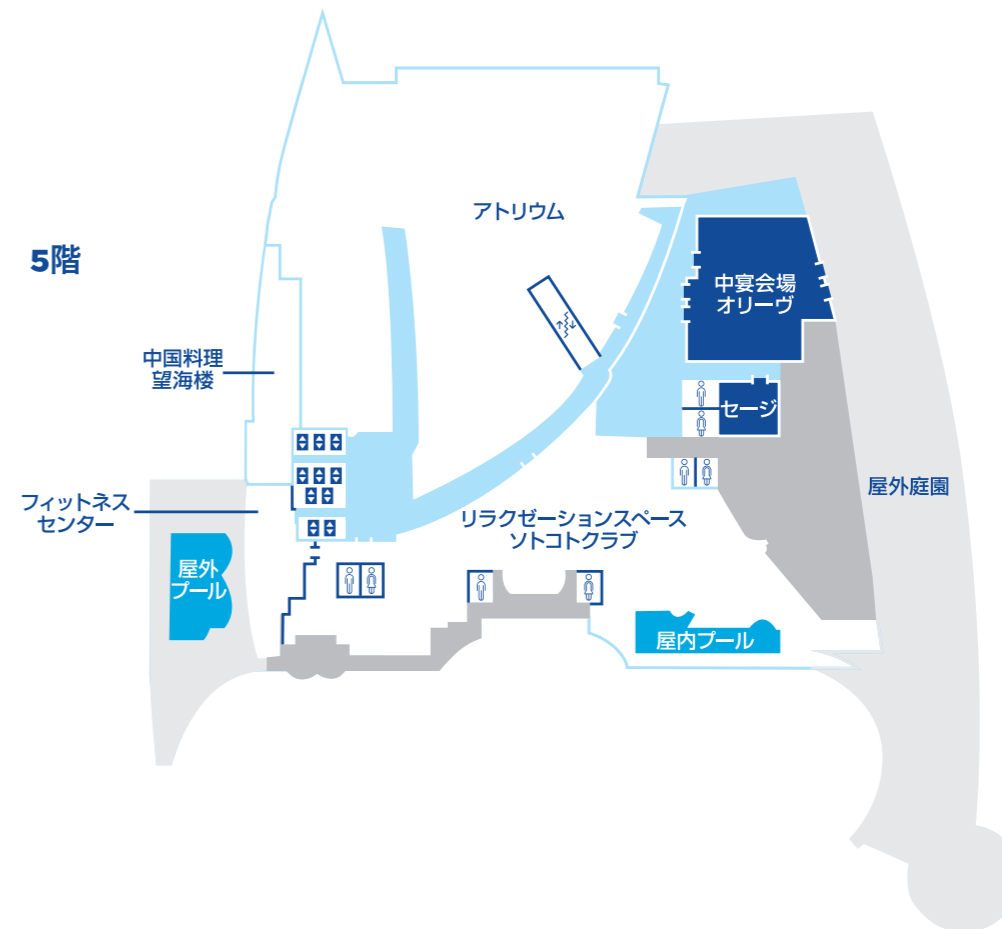 アトリウム
5階
中宴会場
オリーヴ
中国料理
望海楼
セージ
フィットネス
センター
屋外庭園
リラクゼーションスペース
ソトコトクラブ
屋外
プール
屋内プール